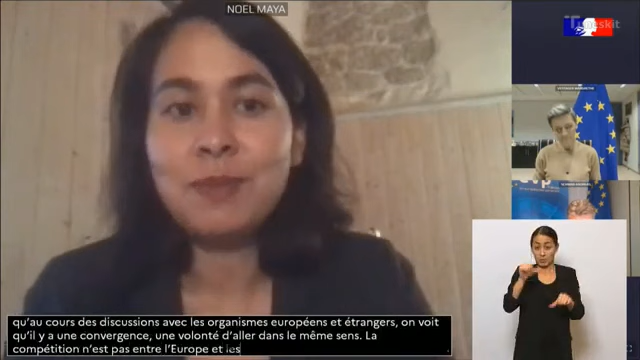 NOEL MAYA
qu'au cours des discussions avec les organismes européens et étrangers, on voit
qu'il y a une convergence, une volonté d'aller dans le même sens. La
compétition n'est pas entre l'Europe et les